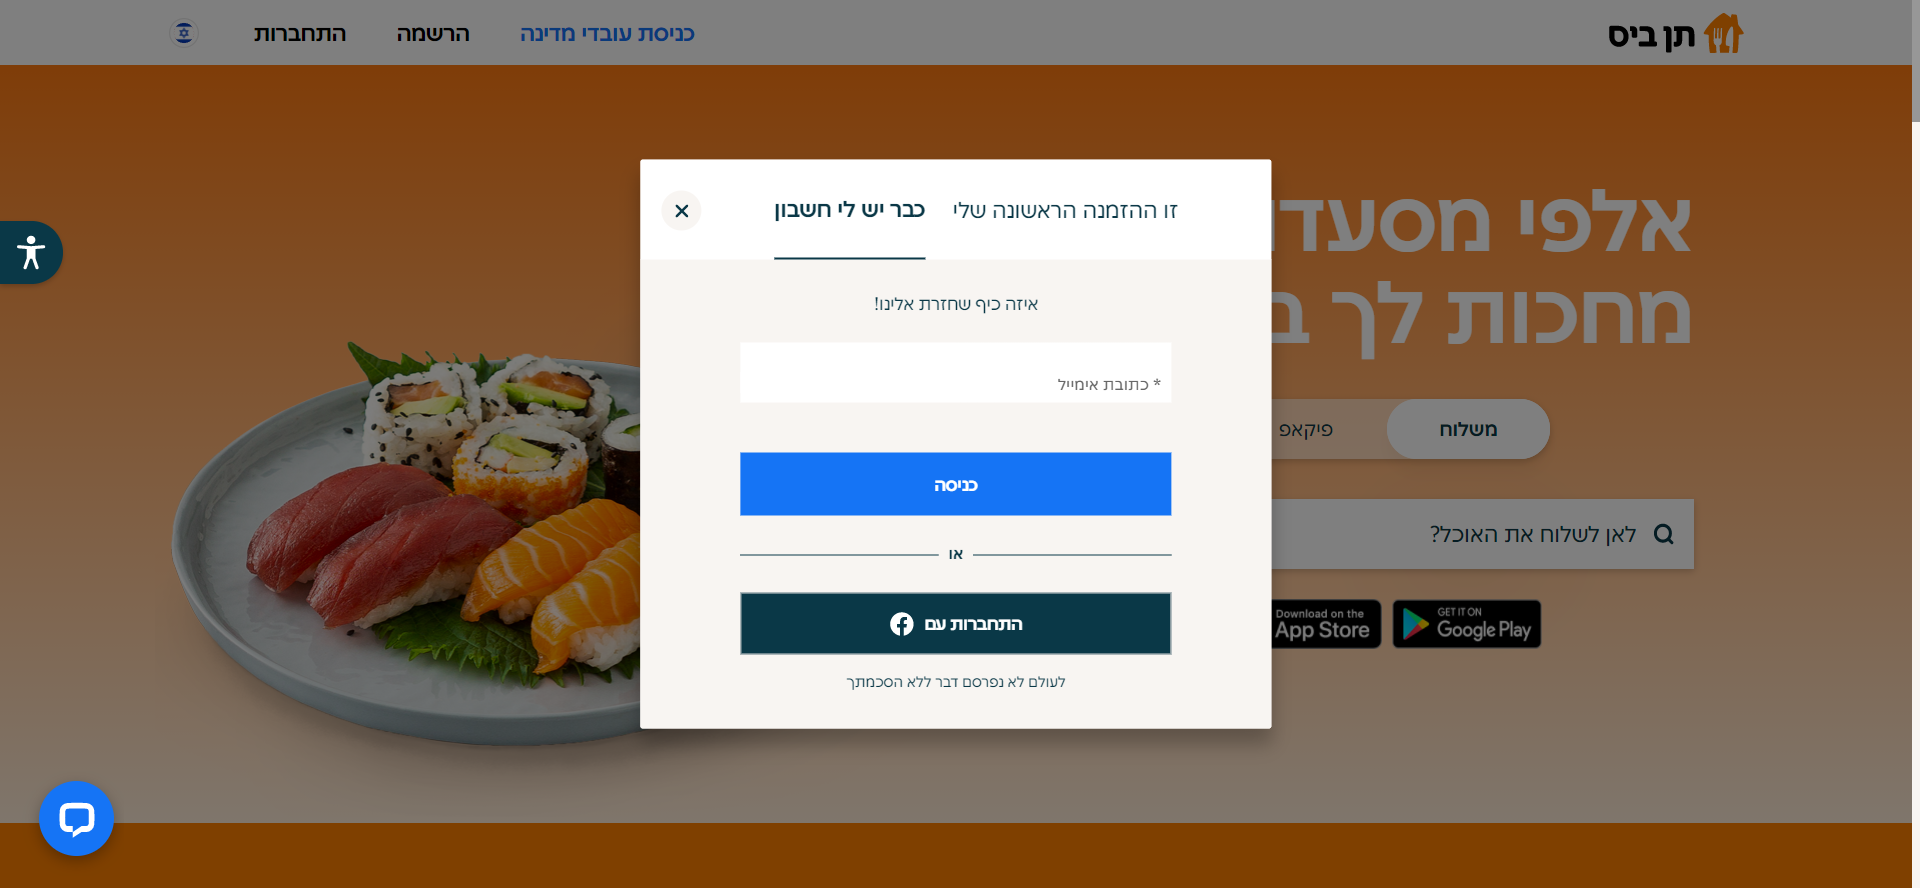 תן ביס
כניסת עובדי מדינה
הרשמה
התחברות
אלפי
מחכות לך
משלוח
פיקאפ
לאן לשלוח את האוכל?
GET IT ON
Google Play
Download on the
App Store
זו ההזמנה הראשונה שלי
כבר יש לי חשבון
איזה כיף שחזרת אלינו!
* כתובת אימייל
כניסה
או
התחברות עם
לעולם לא נפרסם דבר ללא הסכמתך